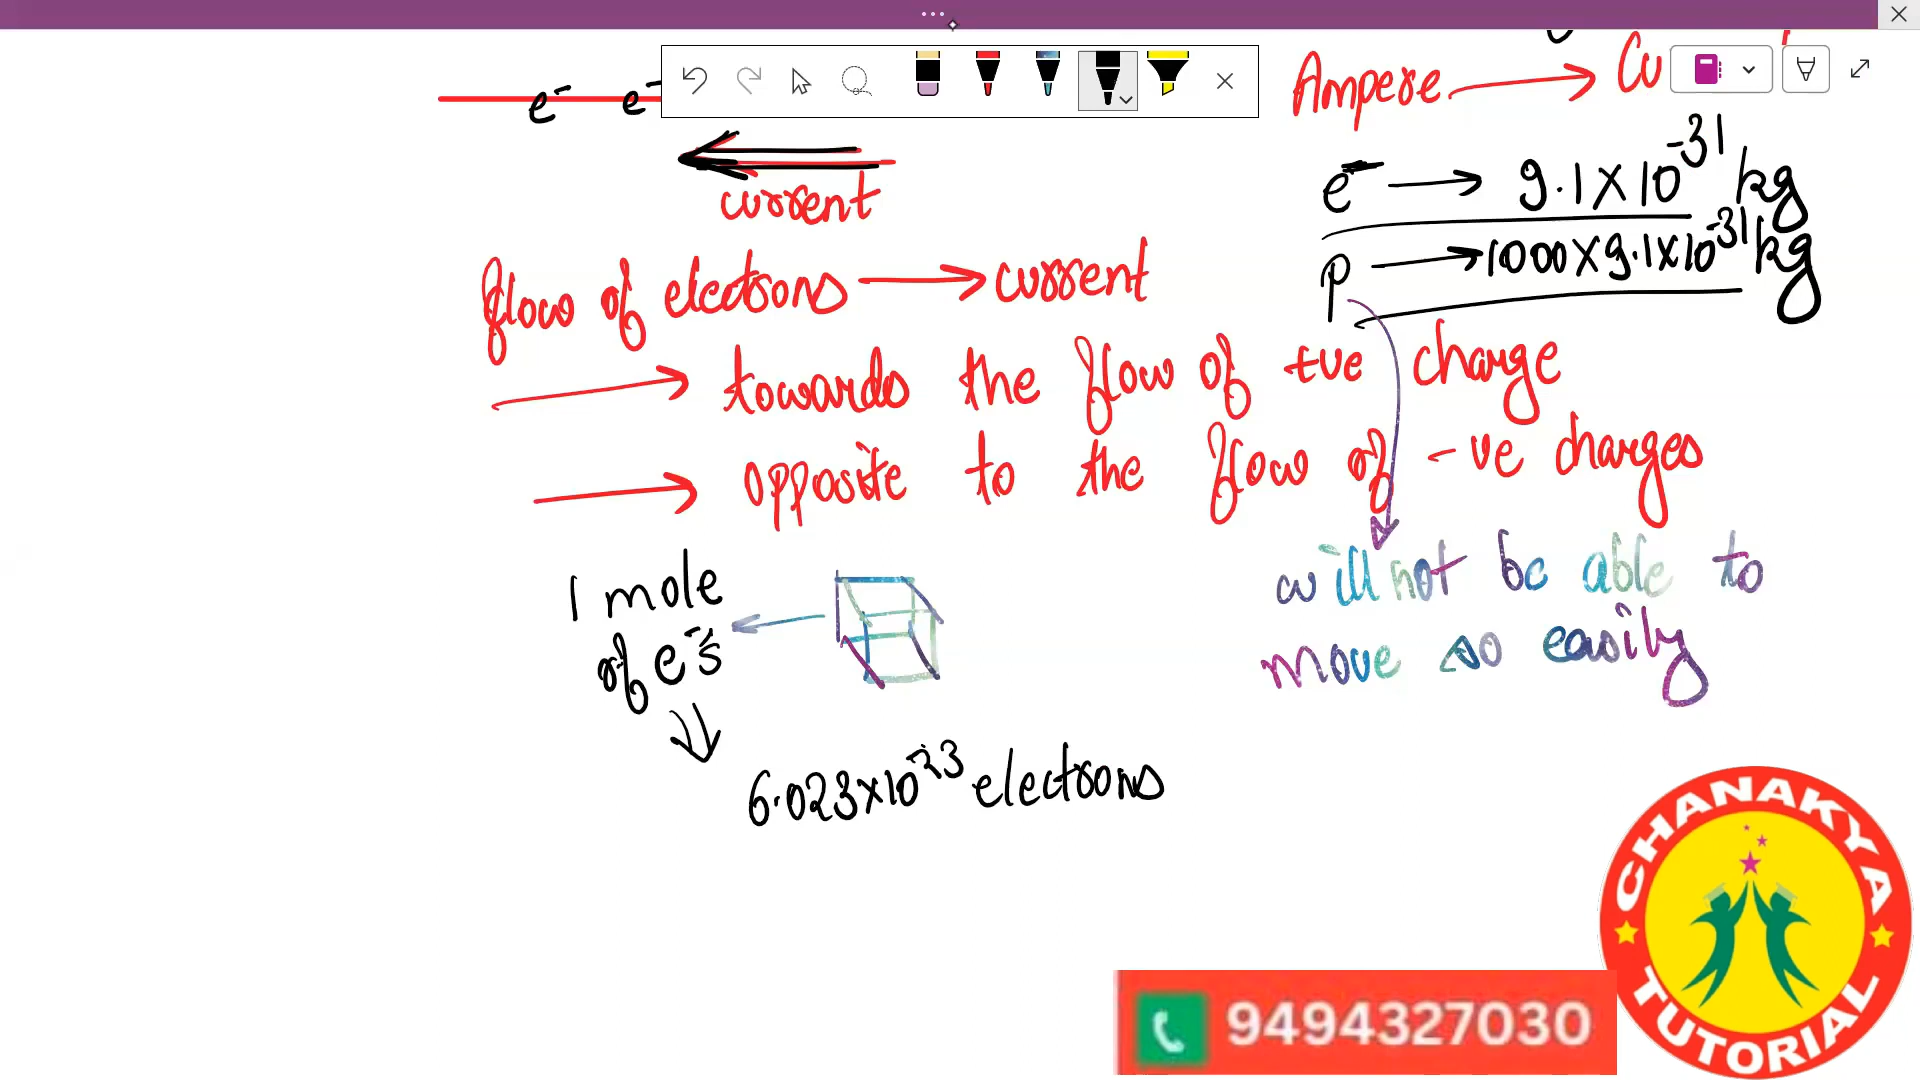 e⁻ e⁻
current
Ampere → Cu
e⁻ → 9.1×10⁻³¹ kg
p → 1000×9.1×10⁻³¹ kg
flow of electrons → current
→ towards the flow of +ve charge
→ opposite to the flow of -ve charges
will not be able to
move so easily
1 mole
of e⁻s
6.023×10²³ electrons
CHANAKYA
TUTORIAL
9494327030